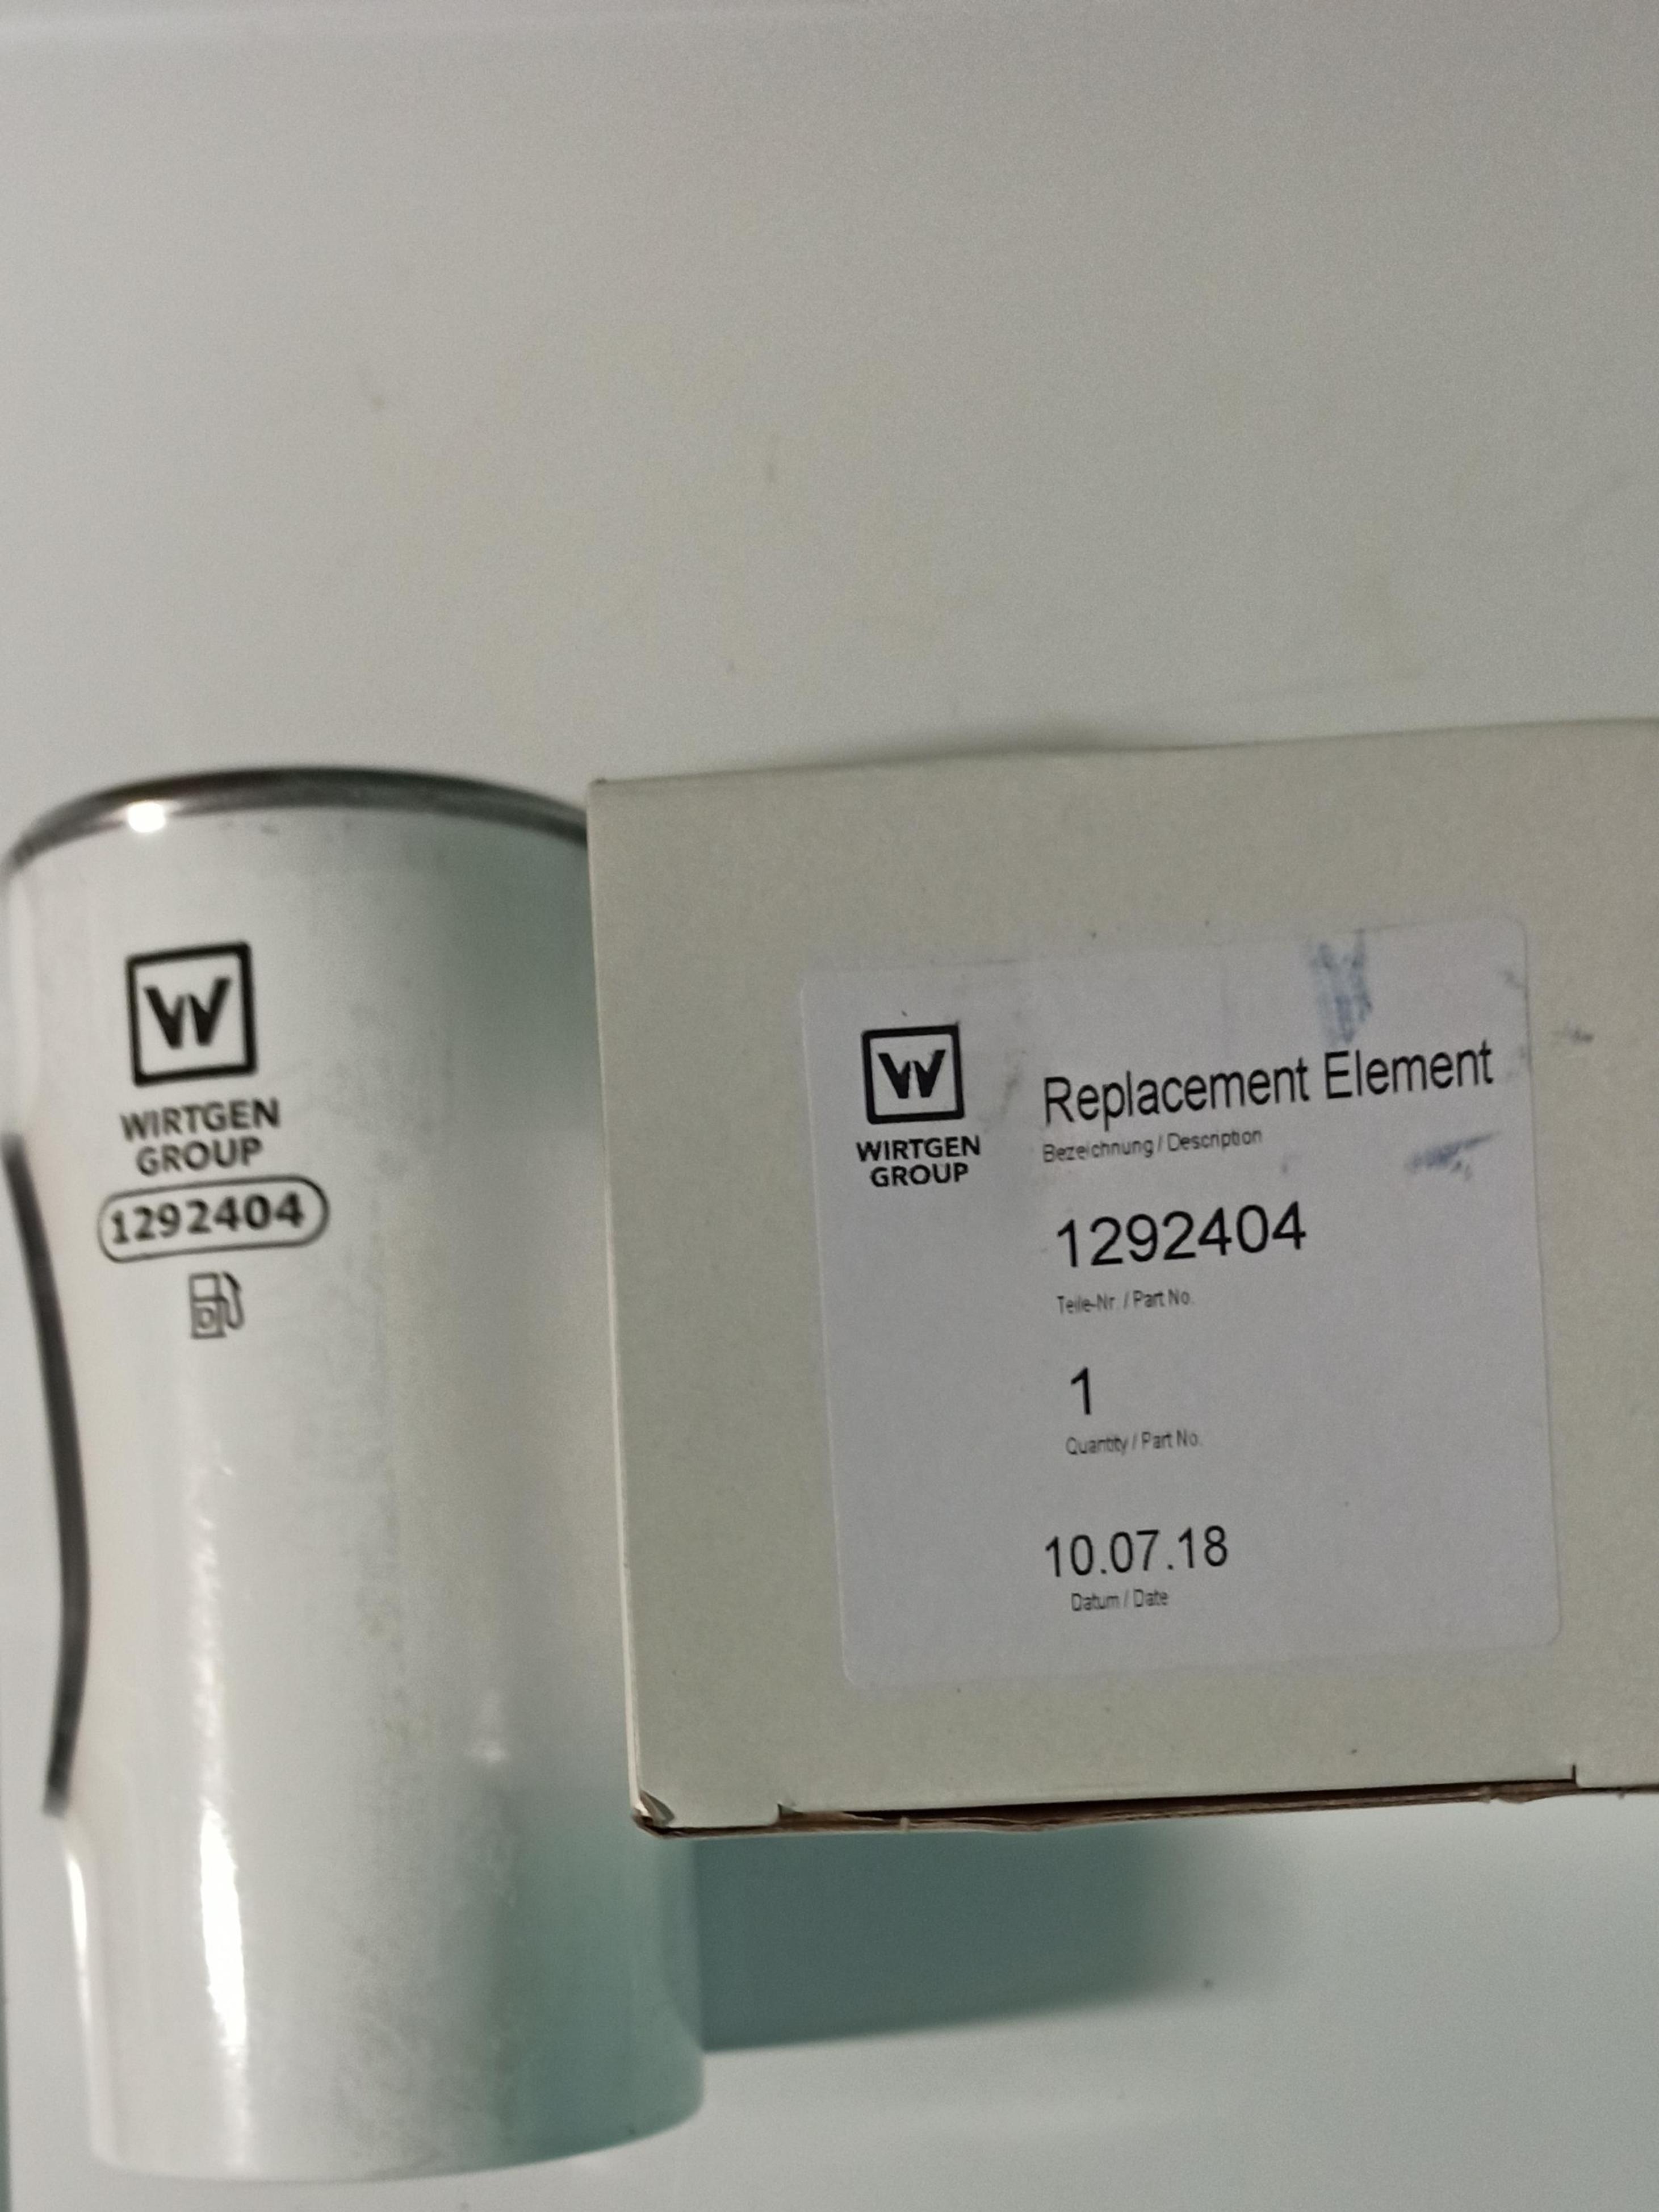 W
WIRTGEN
GROUP
1292404
W
WIRTGEN
GROUP
Replacement Element
Bezeichnung / Description
1292404
Teile-Nr. / Part No.
1
Quantity / Part No.
10.07.18
Datum / Date